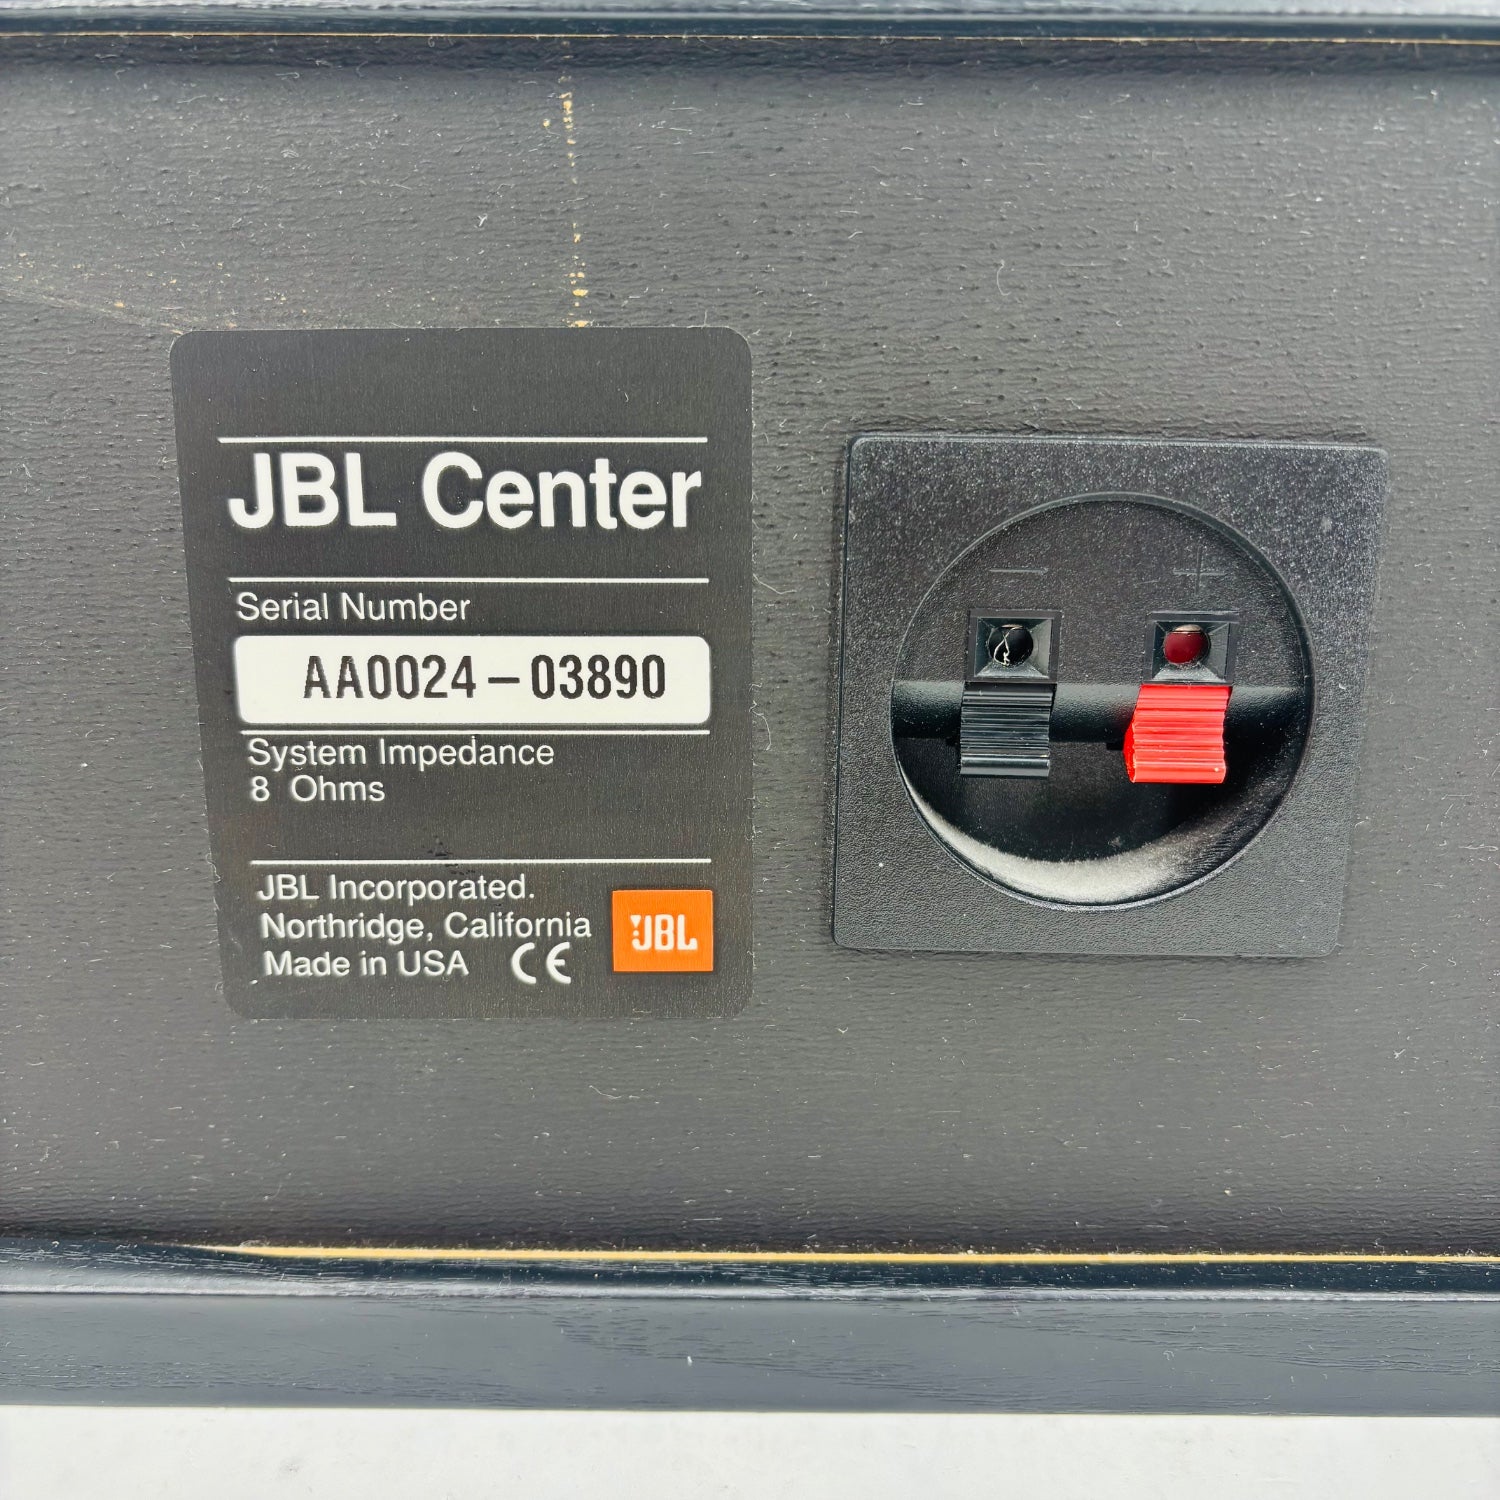 JBL Center
Serial Number
AA0024-03890
System Impedance
8 Ohms
JBL Incorporated.
Northridge, California
Made in USA CE
JBL
− +